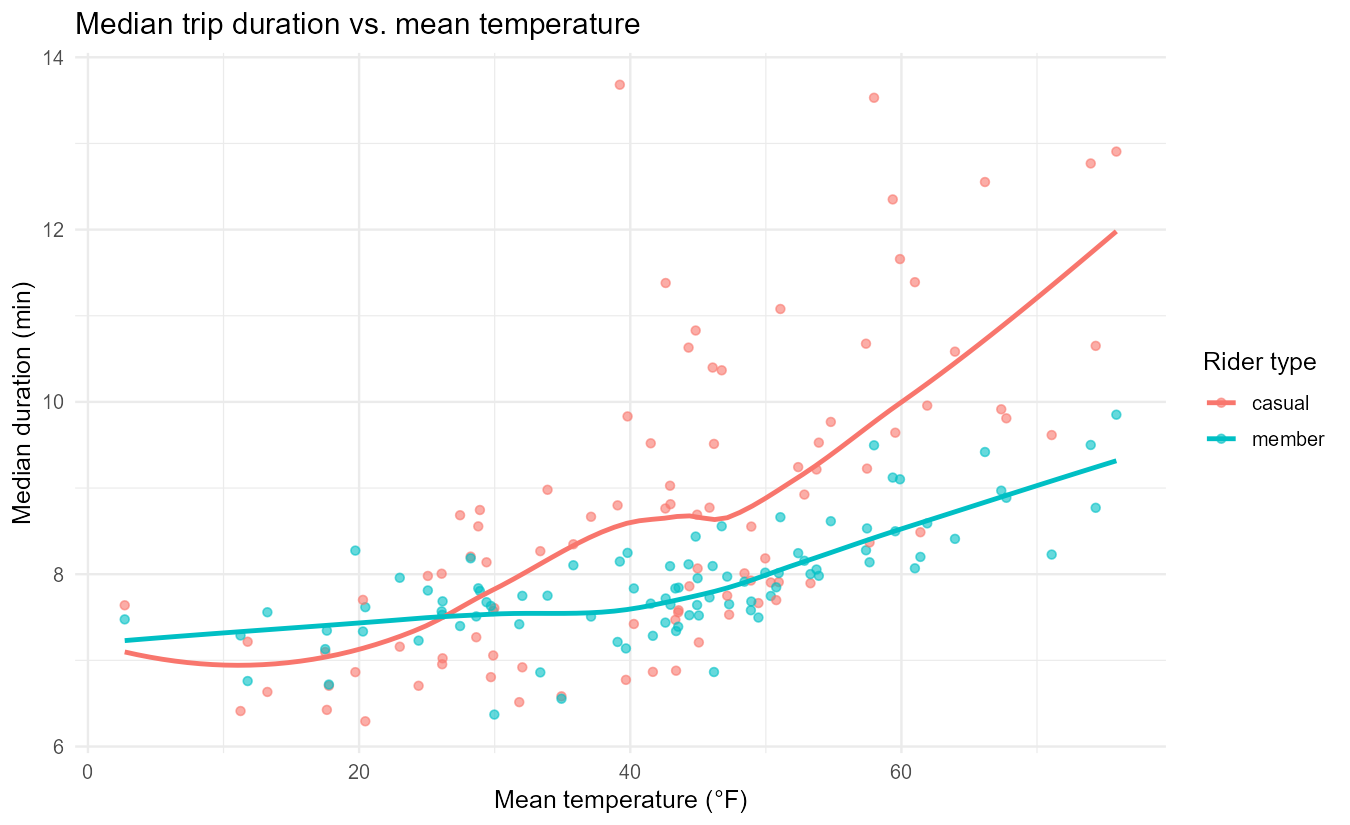 Median trip duration vs. mean temperature
Median duration (min)
14
12
10
8
6
0
20
40
60
Mean temperature (°F)
Rider type
casual
member